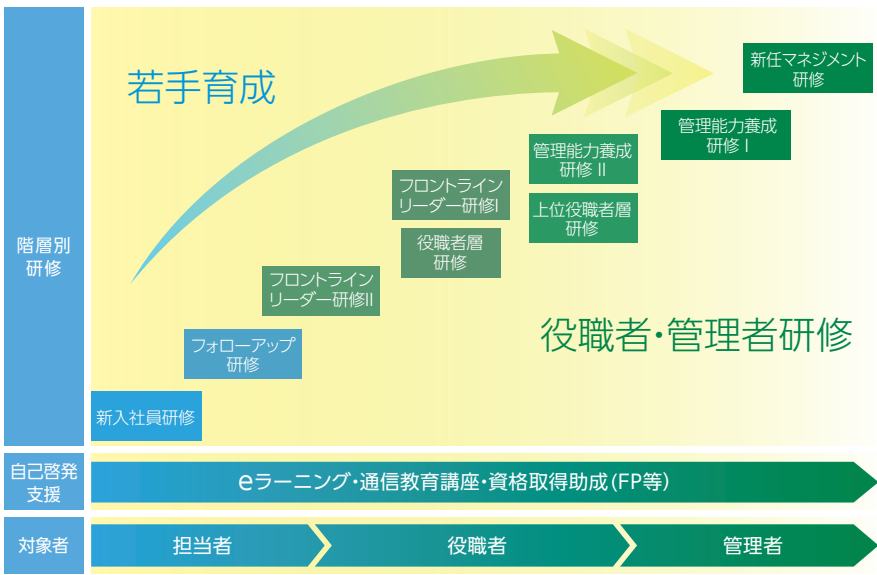 階層別
研修
若手育成
新任マネジメント
研修
管理能力養成
研修 I
管理能力養成
研修 II
上位役職者層
研修
フロントライン
リーダー研修I
役職者層
研修
フロントライン
リーダー研修II
フォローアップ
研修
新入社員研修
役職者・管理者研修
自己啓発
支援
eラーニング・通信教育講座・資格取得助成(FP等)
対象者
担当者
役職者
管理者